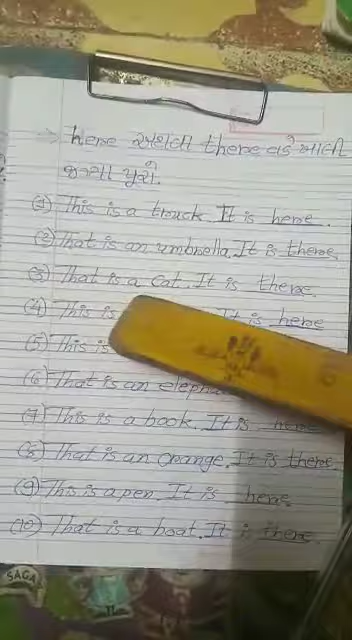 → here અથવા there વડે ખાલી
જગ્યા પુરો.
(1) This is a truck. It is here.
(2) That is an umbrella. It is there
(3) That is a cat. It is there.
(4) This is It is here
(5) This is
(6) That is an
(7) This is a book. It is here
(8) That is an orange. It is there
(9) This is a pen. It is here.
(10) That is a boat. It is there.
SAGA